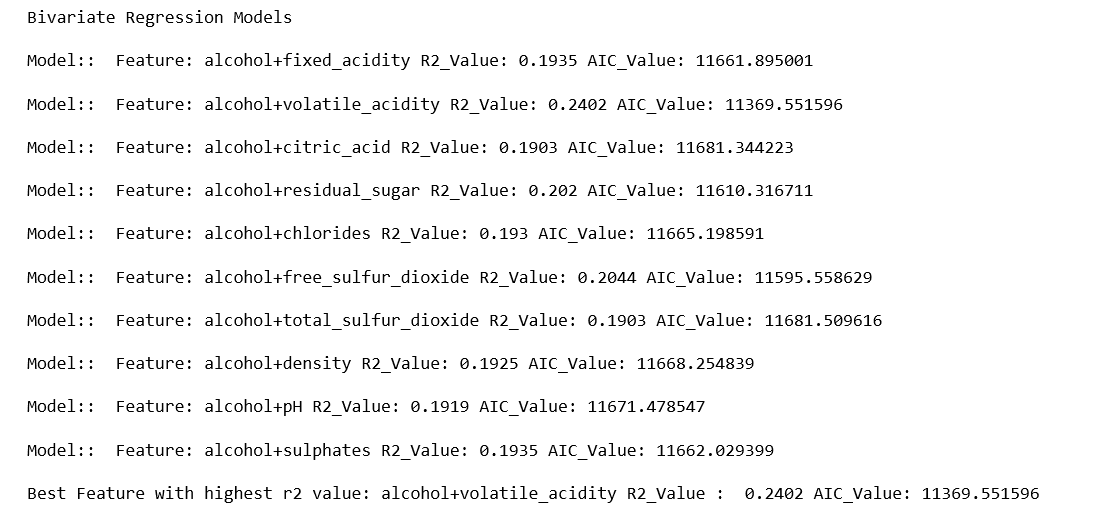 Bivariate Regression Models
Model::  Feature: alcohol+fixed_acidity R2_Value: 0.1935 AIC_Value: 11661.895001
Model::  Feature: alcohol+volatile_acidity R2_Value: 0.2402 AIC_Value: 11369.551596
Model::  Feature: alcohol+citric_acid R2_Value: 0.1903 AIC_Value: 11681.344223
Model::  Feature: alcohol+residual_sugar R2_Value: 0.202 AIC_Value: 11610.316711
Model::  Feature: alcohol+chlorides R2_Value: 0.193 AIC_Value: 11665.198591
Model::  Feature: alcohol+free_sulfur_dioxide R2_Value: 0.2044 AIC_Value: 11595.558629
Model::  Feature: alcohol+total_sulfur_dioxide R2_Value: 0.1903 AIC_Value: 11681.509616
Model::  Feature: alcohol+density R2_Value: 0.1925 AIC_Value: 11668.254839
Model::  Feature: alcohol+pH R2_Value: 0.1919 AIC_Value: 11671.478547
Model::  Feature: alcohol+sulphates R2_Value: 0.1935 AIC_Value: 11662.029399
Best Feature with highest r2 value: alcohol+volatile_acidity R2_Value :  0.2402 AIC_Value: 11369.551596